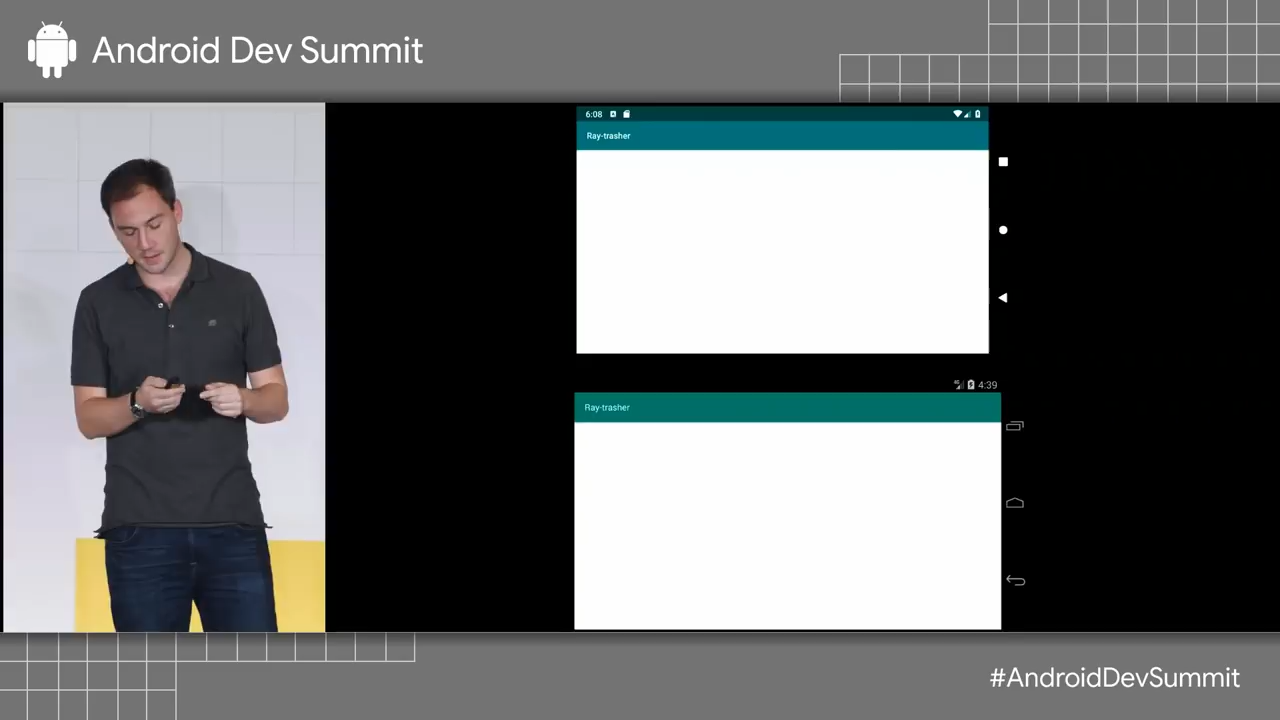 Android Dev Summit
6:08
Ray-trasher
4:39
Ray-trasher
#AndroidDevSummit